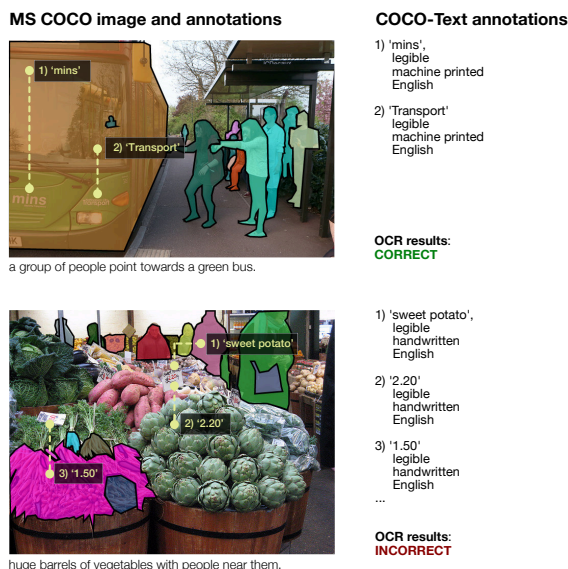 MS COCO image and annotations
COCO-Text annotations
1) 'mins'
2) 'Transport'
mins
1) 'mins',
legible
machine printed
English
2) 'Transport'
legible
machine printed
English
OCR results:
CORRECT
a group of people point towards a green bus.
1) 'sweet potato'
2) '2.20'
3) '1.50'
1) 'sweet potato',
legible
handwritten
English
2) '2.20'
legible
handwritten
English
3) '1.50'
legible
handwritten
English
...
OCR results:
INCORRECT
huge barrels of vegetables with people near them.